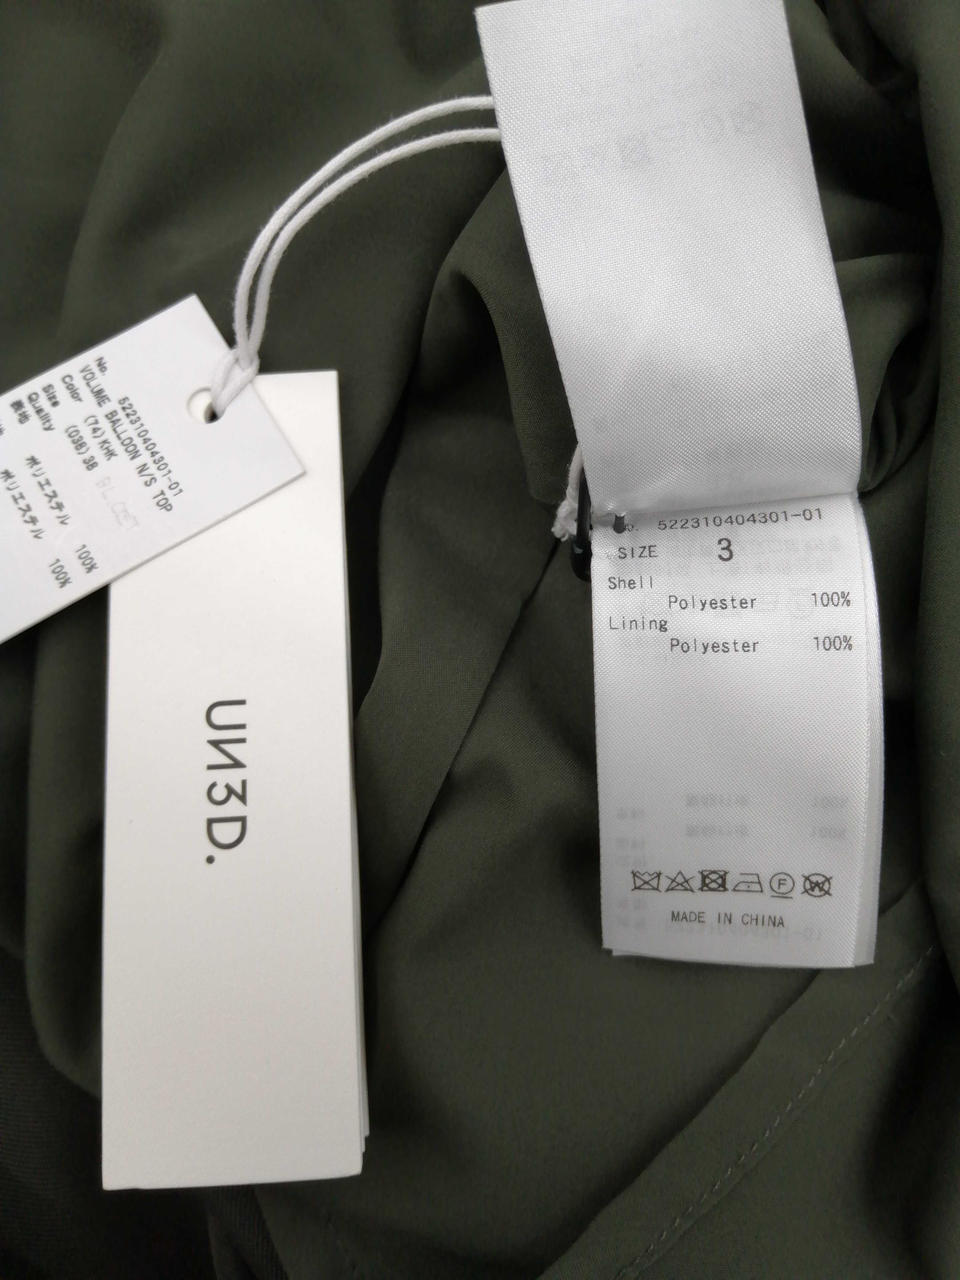 No. 522310404301-01
VOLUME BALLOON N/S TOP
Color (74)KHK
Size (038)38
Quality
表地 ポリエステル 100%
ポリエステル 100%
UN3D.
522310404301-01
SIZE 3
Shell
Polyester 100%
Lining
Polyester 100%
F W
MADE IN CHINA